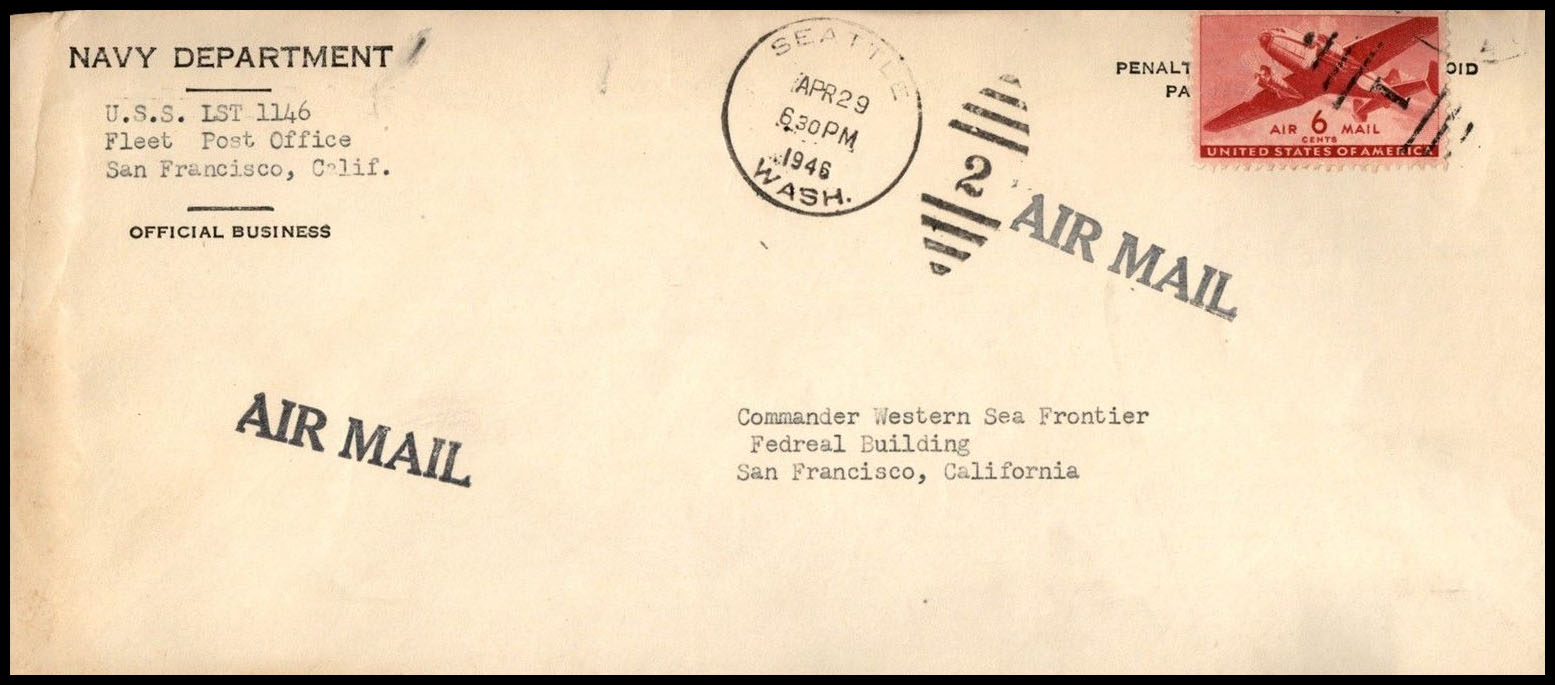 NAVY DEPARTMENT
U.S.S. LST 1146
Fleet Post Office
San Francisco, Calif.
OFFICIAL BUSINESS
SEATTLE
APR 29
6 30 PM
1946
WASH.
2
PENALT
PA
OID
AIR 6 MAIL
CENTS
UNITED STATES OF AMERICA
1
AIR MAIL
AIR MAIL
Commander Western Sea Frontier
Fedreal Building
San Francisco, California